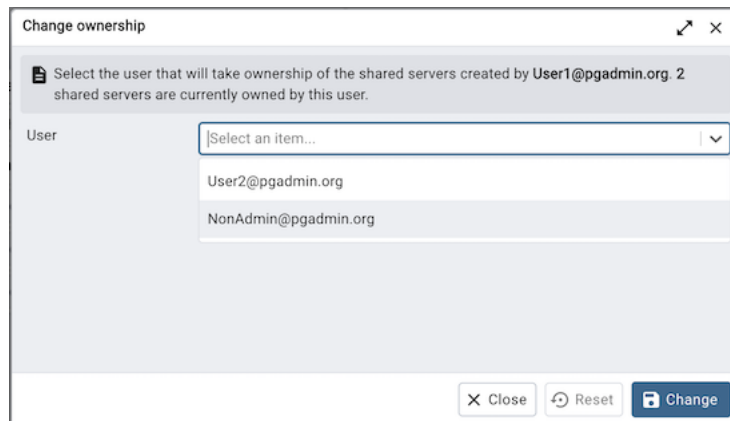 Change ownership
Select the user that will take ownership of the shared servers created by User1@pgadmin.org. 2
shared servers are currently owned by this user.
User
Select an item...
User2@pgadmin.org
NonAdmin@pgadmin.org
Close
Reset
Change